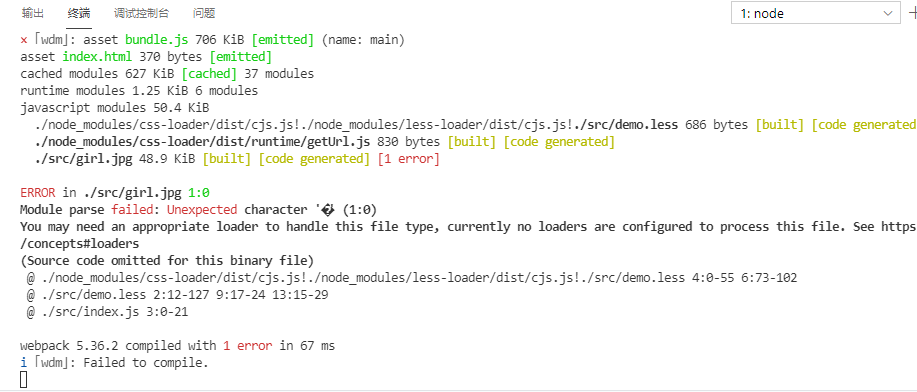 输出 终端 调试控制台 问题 1: node
× ｢wdm｣: asset bundle.js 706 KiB [emitted] (name: main)
asset index.html 370 bytes [emitted]
cached modules 627 KiB [cached] 37 modules
runtime modules 1.25 KiB 6 modules
javascript modules 50.4 KiB
./node_modules/css-loader/dist/cjs.js!./node_modules/less-loader/dist/cjs.js!./src/demo.less 686 bytes [built] [code generated
./node_modules/css-loader/dist/runtime/getUrl.js 830 bytes [built] [code generated]
./src/girl.jpg 48.9 KiB [built] [code generated] [1 error]
ERROR in ./src/girl.jpg 1:0
Module parse failed: Unexpected character '� (1:0)
You may need an appropriate loader to handle this file type, currently no loaders are configured to process this file. See https
/concepts#loaders
(Source code omitted for this binary file)
@ ./node_modules/css-loader/dist/cjs.js!./node_modules/less-loader/dist/cjs.js!./src/demo.less 4:0-55 6:73-102
@ ./src/demo.less 2:12-127 9:17-24 13:15-29
@ ./src/index.js 3:0-21
webpack 5.36.2 compiled with 1 error in 67 ms
i ｢wdm｣: Failed to compile.